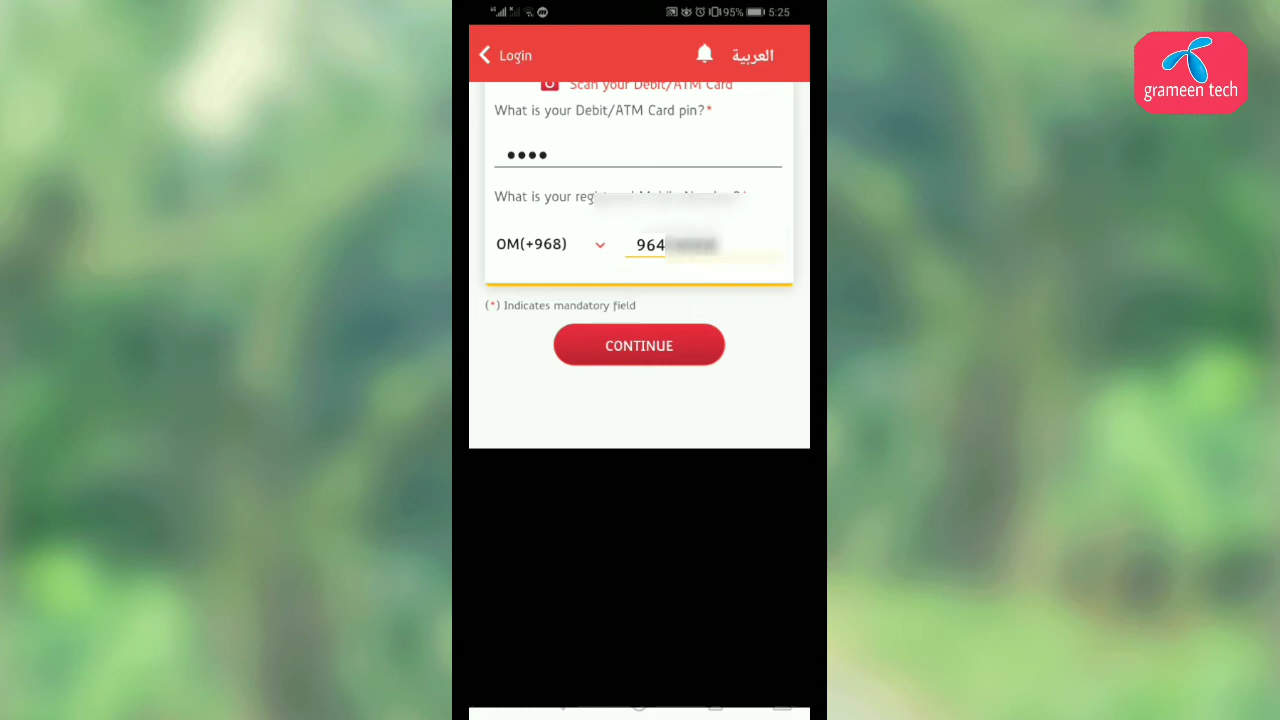 95% 5:25
Login
العربية
Scan your Debit/ATM Card
What is your Debit/ATM Card pin?*
What is your
OM(+968) 964
(*) Indicates mandatory field
CONTINUE
grameen tech